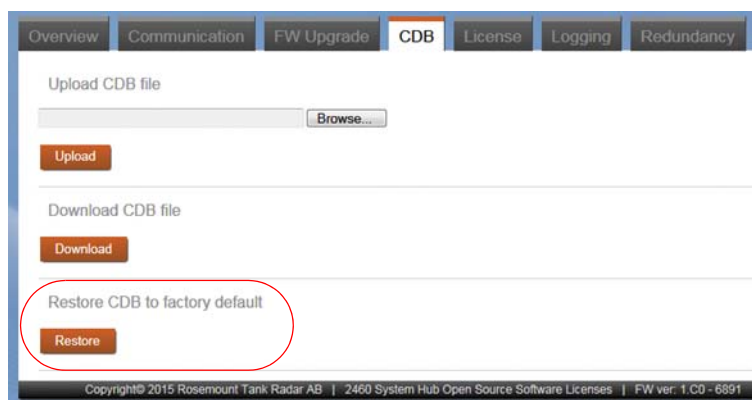 Overview Communication FW Upgrade CDB License Logging Redundancy
Upload CDB file
Browse...
Upload
Download CDB file
Download
Restore CDB to factory default
Restore
Copyright© 2015 Rosemount Tank Radar AB | 2460 System Hub Open Source Software Licenses | FW ver: 1.C0 - 6891